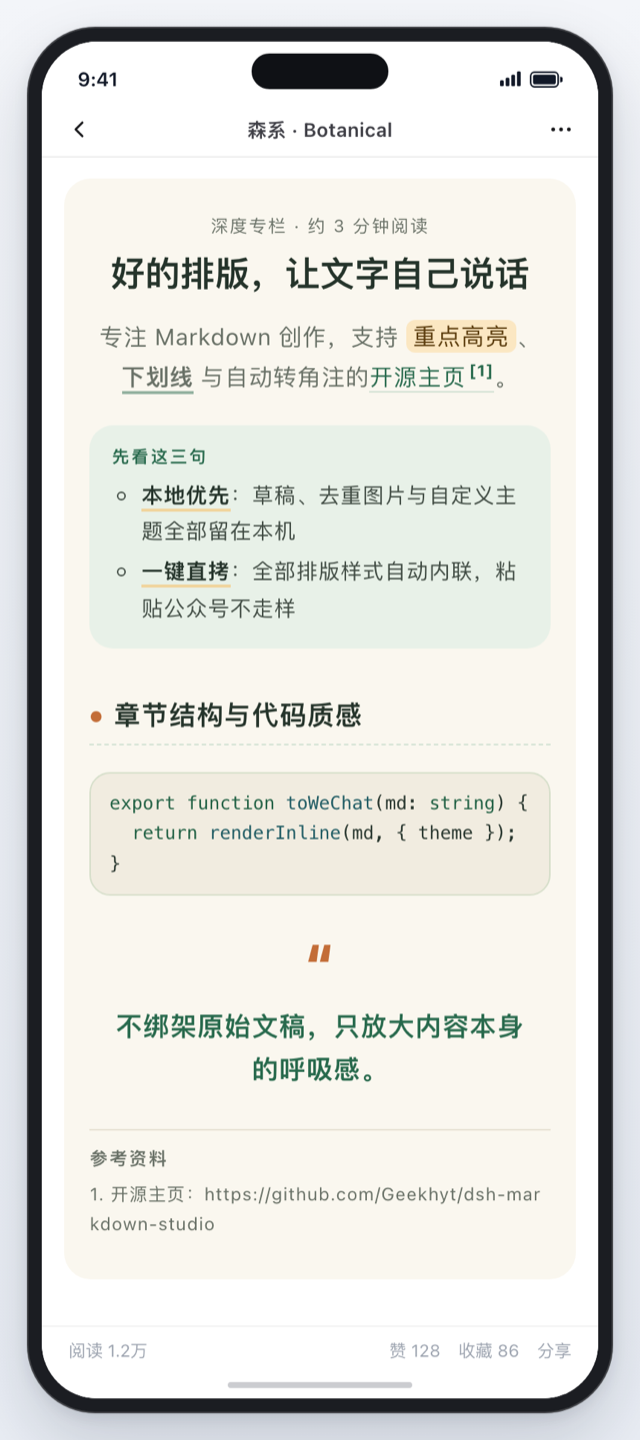 9:41
森系 · Botanical
深度专栏 · 约 3 分钟阅读
好的排版，让文字自己说话
专注 Markdown 创作，支持 重点高亮、
下划线 与自动转角注的开源主页[1]。
先看这三句
本地优先：草稿、去重图片与自定义主
题全部留在本机
一键直拷：全部排版样式自动内联，粘
贴公众号不走样
章节结构与代码质感
export function toWeChat(md: string) {
  return renderInline(md, { theme });
}
"
不绑架原始文稿，只放大内容本身
的呼吸感。
参考资料
1. 开源主页：https://github.com/Geekhyt/dsh-mar
kdown-studio
阅读 1.2万 赞 128 收藏 86 分享